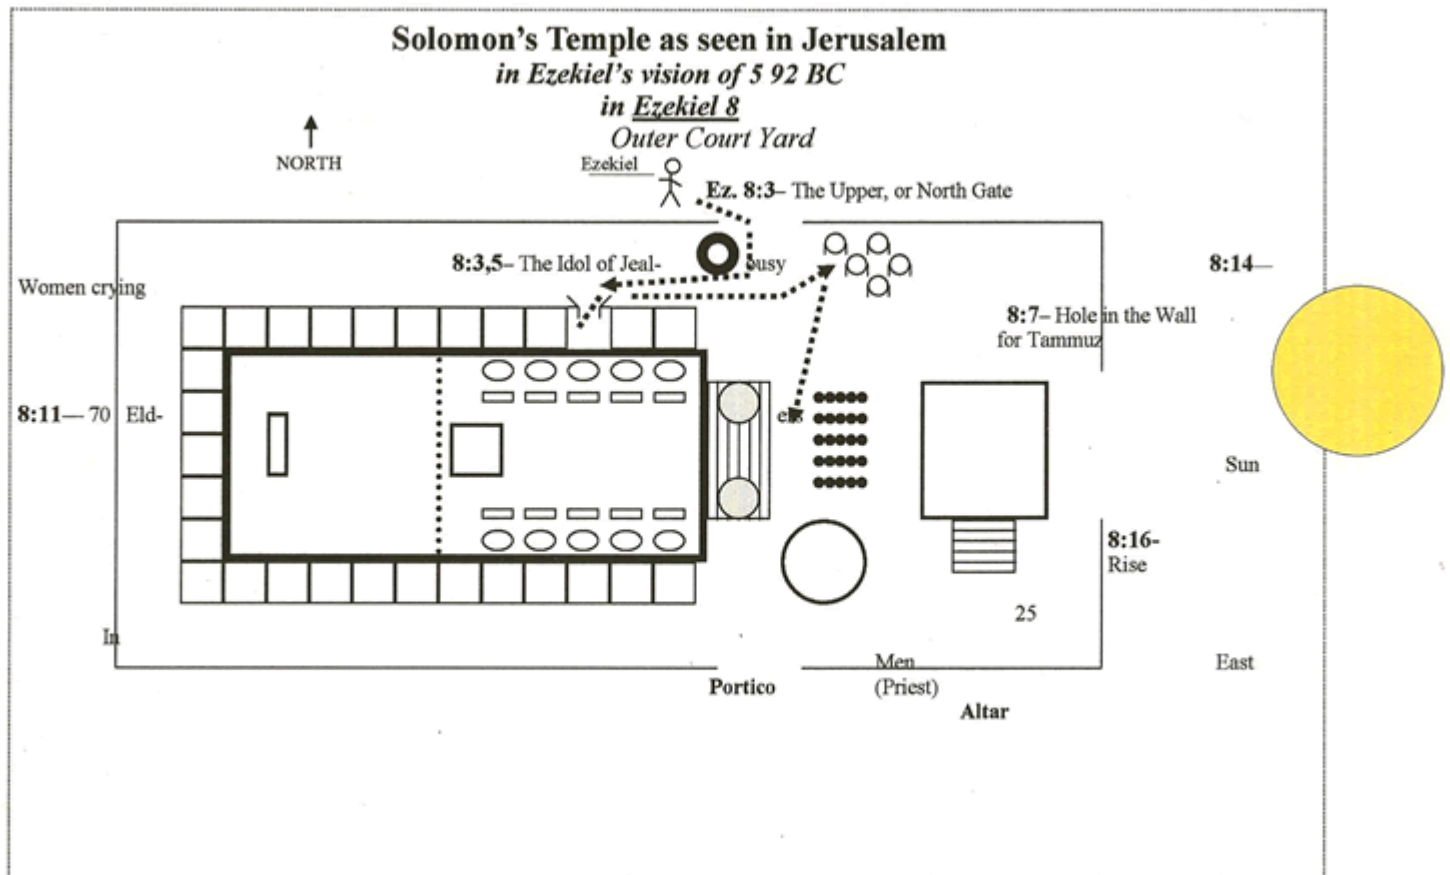 Solomon's Temple as seen in Jerusalem
in Ezekiel's vision of 5 92 BC
in Ezekiel 8
Outer Court Yard
NORTH
Ezekiel
Ez. 8:3– The Upper, or North Gate
8:3,5– The Idol of Jeal- ousy
8:14—
Women crying
8:7– Hole in the Wall
for Tammuz
8:11— 70 Eld- ers
Sun
8:16-
Rise
25
In
Men
East
Portico
(Priest)
Altar